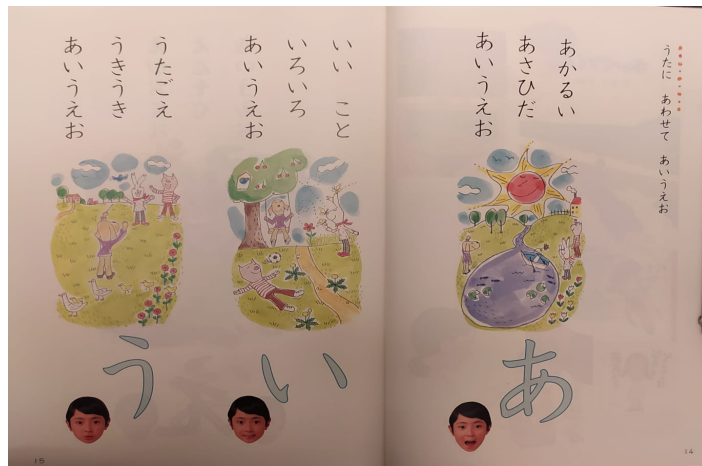 うたに　あわせて　あいうえお
あかるい
あさひだ
あいうえお
あ
14
いい　こと
いろいろ
あいうえお
い
うたごえ
うきうき
あいうえお
う
15